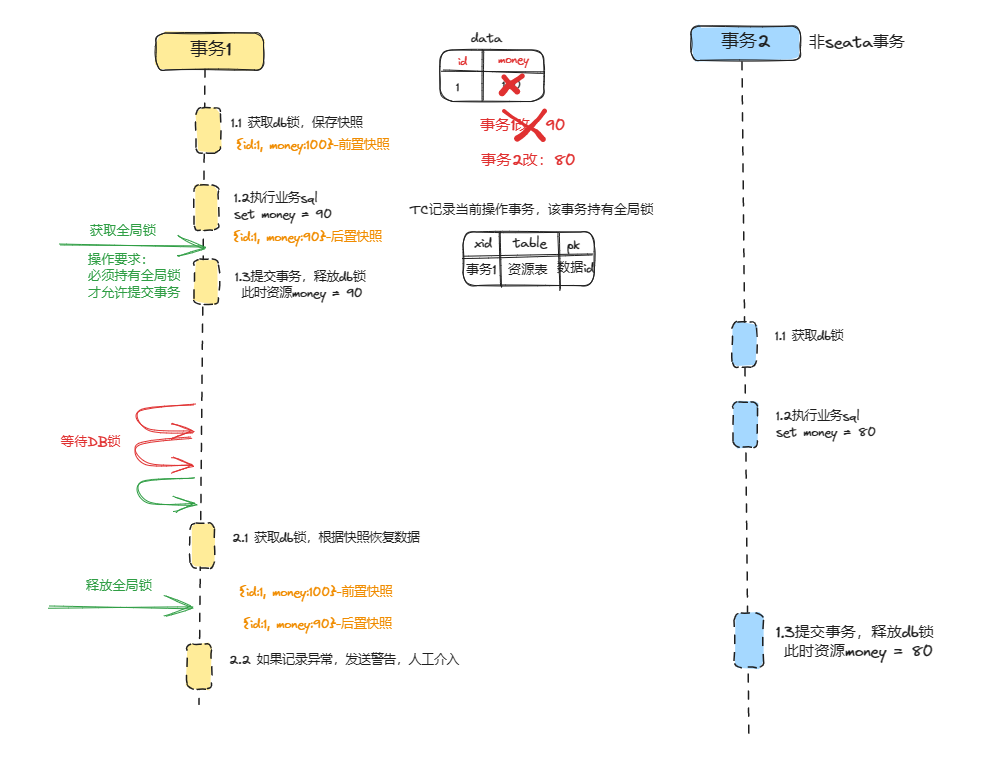 事务1
1.1 获取db锁，保存快照
{id:1, money:100}-前置快照
1.2执行业务sql
set money = 90
{id:1, money:90}-后置快照
获取全局锁
操作要求：
必须持有全局锁
才允许提交事务
1.3提交事务，释放db锁
此时资源money = 90
等待DB锁
2.1 获取db锁，根据快照恢复数据
释放全局锁
{id:1, money:100}-前置快照
{id:1, money:90}-后置快照
2.2 如果记录异常，发送警告，人工介入
data
id money
1
事务1改：90
事务2改：80
TC记录当前操作事务，该事务持有全局锁
xid table pk
事务1 资源表 数据id
事务2 非seata事务
1.1 获取db锁
1.2执行业务sql
set money = 80
1.3提交事务，释放db锁
此时资源money = 80